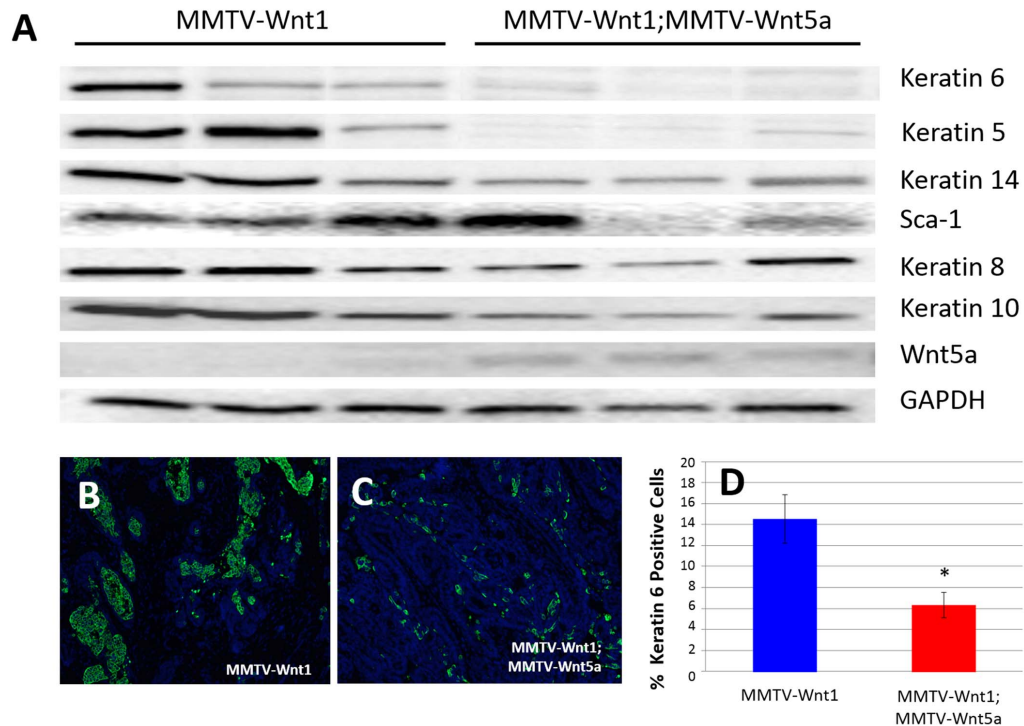 A
MMTV-Wnt1
MMTV-Wnt1;MMTV-Wnt5a
Keratin 6
Keratin 5
Keratin 14
Sca-1
Keratin 8
Keratin 10
Wnt5a
GAPDH
B
MMTV-Wnt1
C
MMTV-Wnt1;
MMTV-Wnt5a
D
% Keratin 6 Positive Cells
20
18
16
14
12
10
8
6
4
2
0
*
MMTV-Wnt1
MMTV-Wnt1;
MMTV-Wnt5a